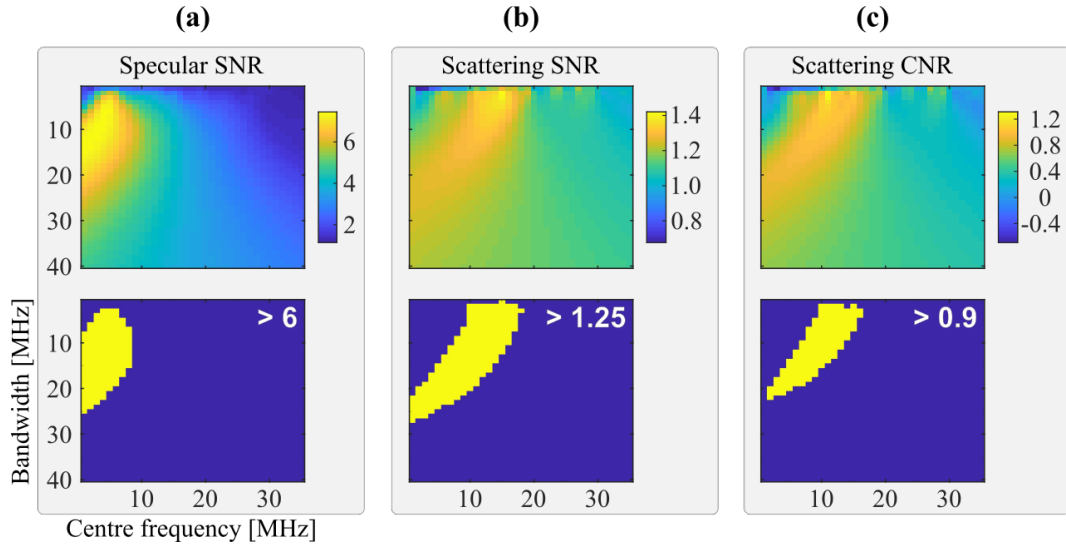 (a)
(b)
(c)
Specular SNR
Scattering SNR
Scattering CNR
10
20
30
40
6
4
2
1.4
1.2
1.0
0.8
1.2
0.8
0.4
0
-0.4
Bandwidth [MHz]
10
20
30
40
> 6
> 1.25
> 0.9
10 20 30
10 20 30
10 20 30
Centre frequency [MHz]